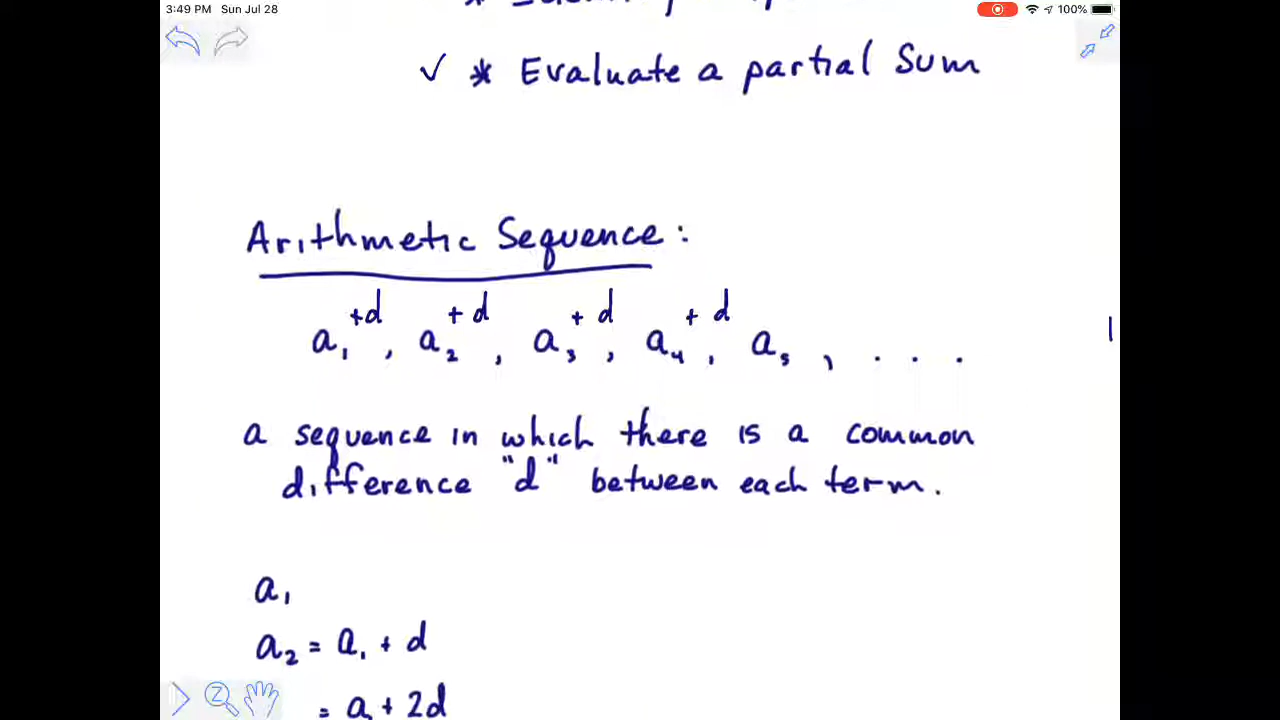 3:49 PM Sun Jul 28 100%
✓ * Evaluate a partial Sum
Arithmetic Sequence:
+d +d +d +d
a₁, a₂, a₃, a₄, a₅, . . .
a sequence in which there is a common
difference "d" between each term.
a₁
a₂ = a₁ + d
= a₁ + 2d